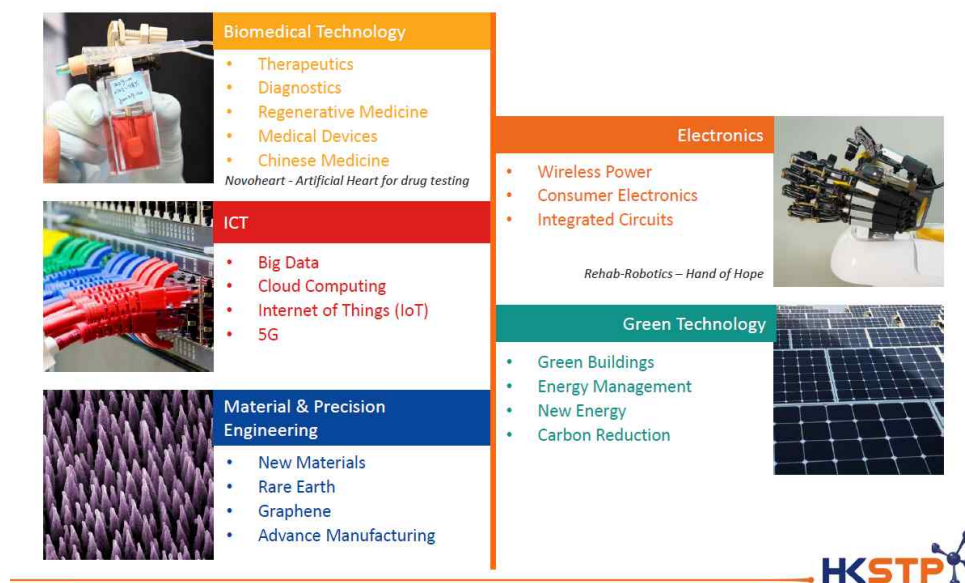 Biomedical Technology
• Therapeutics
• Diagnostics
• Regenerative Medicine
• Medical Devices
• Chinese Medicine
Novoheart - Artificial Heart for drug testing
ICT
• Big Data
• Cloud Computing
• Internet of Things (IoT)
• 5G
Material & Precision
Engineering
• New Materials
• Rare Earth
• Graphene
• Advance Manufacturing
Electronics
• Wireless Power
• Consumer Electronics
• Integrated Circuits
Rehab-Robotics – Hand of Hope
Green Technology
• Green Buildings
• Energy Management
• New Energy
• Carbon Reduction
HKSTP